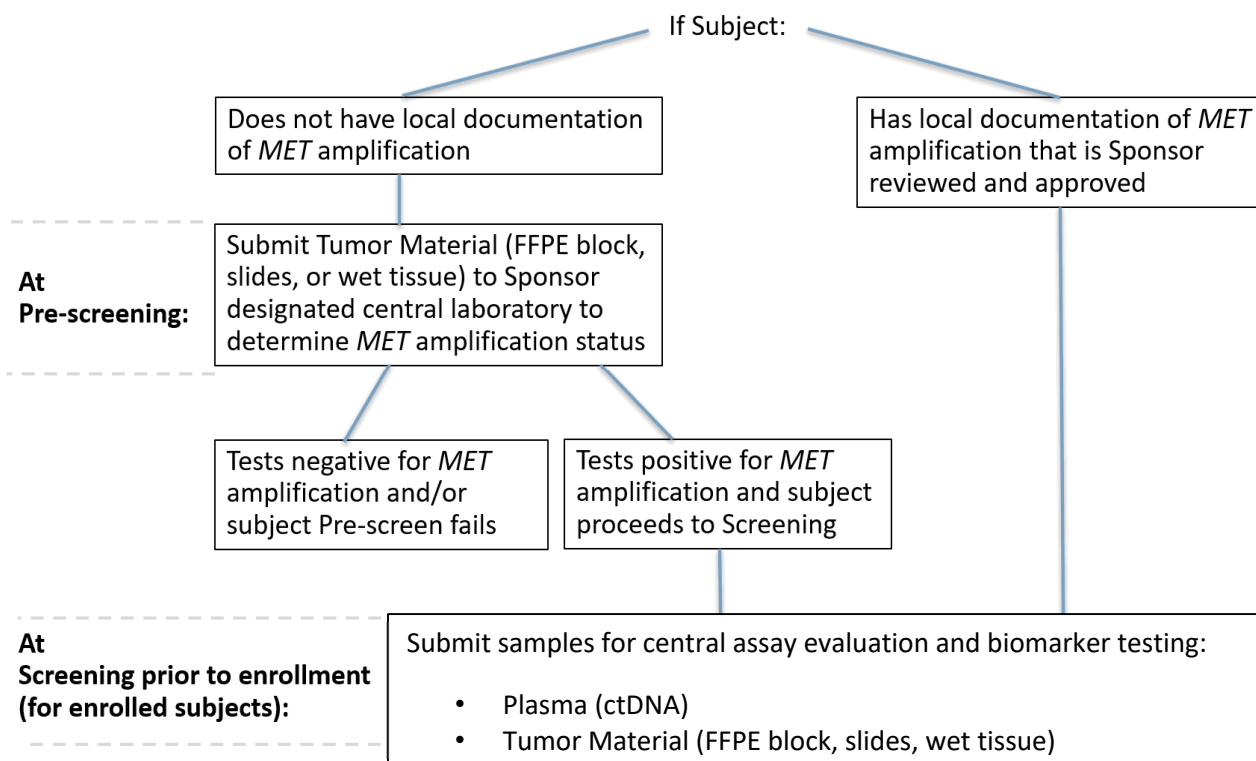 If Subject:
Does not have local documentation
of MET amplification
Has local documentation of MET
amplification that is Sponsor
reviewed and approved
At
Pre-screening:
Submit Tumor Material (FFPE block,
slides, or wet tissue) to Sponsor
designated central laboratory to
determine MET amplification status
Tests negative for MET
amplification and/or
subject Pre-screen fails
Tests positive for MET
amplification and subject
proceeds to Screening
At
Screening prior to enrollment
(for enrolled subjects):
Submit samples for central assay evaluation and biomarker testing:
• Plasma (ctDNA)
• Tumor Material (FFPE block, slides, wet tissue)